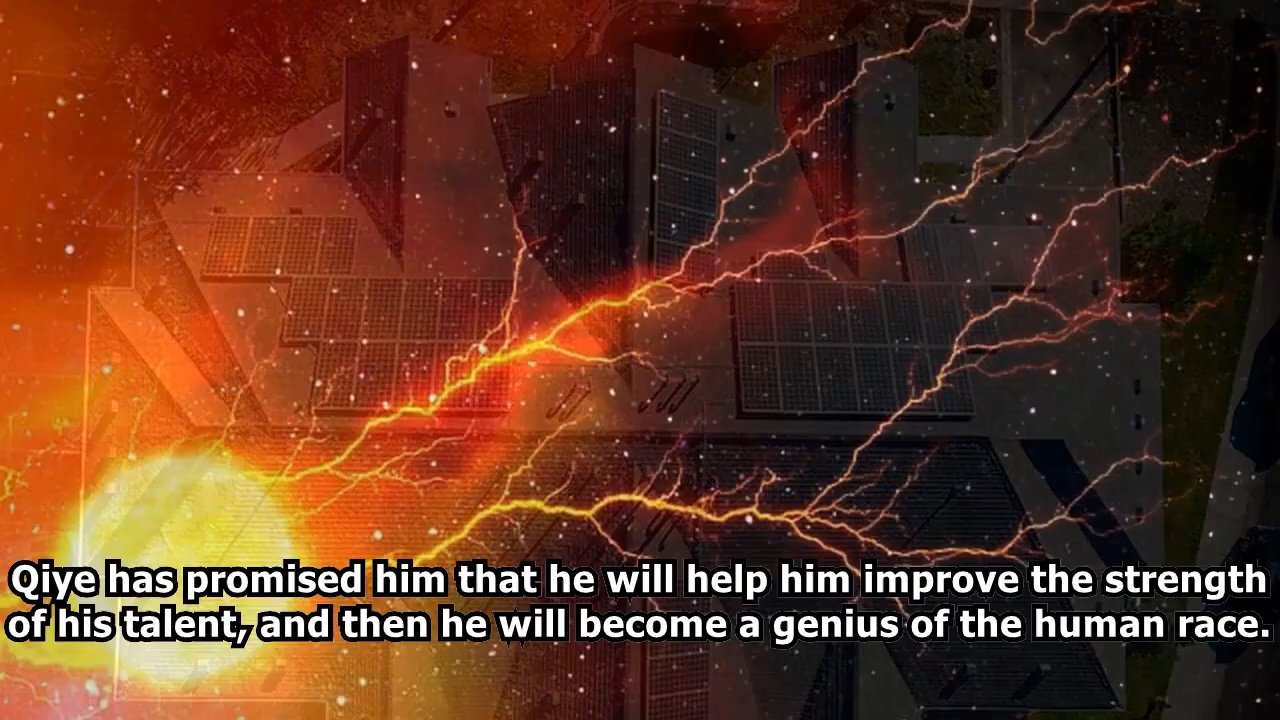 Qiye has promised him that he will help him improve the strength
of his talent, and then he will become a genius of the human race.